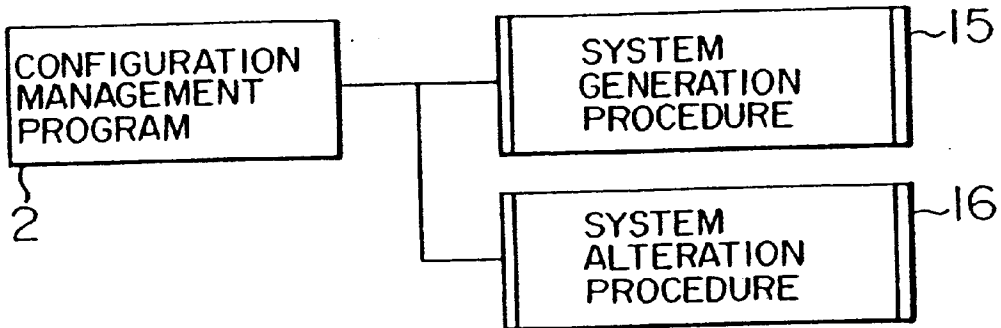 CONFIGURATION
MANAGEMENT
PROGRAM
2
SYSTEM
GENERATION
PROCEDURE
15
SYSTEM
ALTERATION
PROCEDURE
16